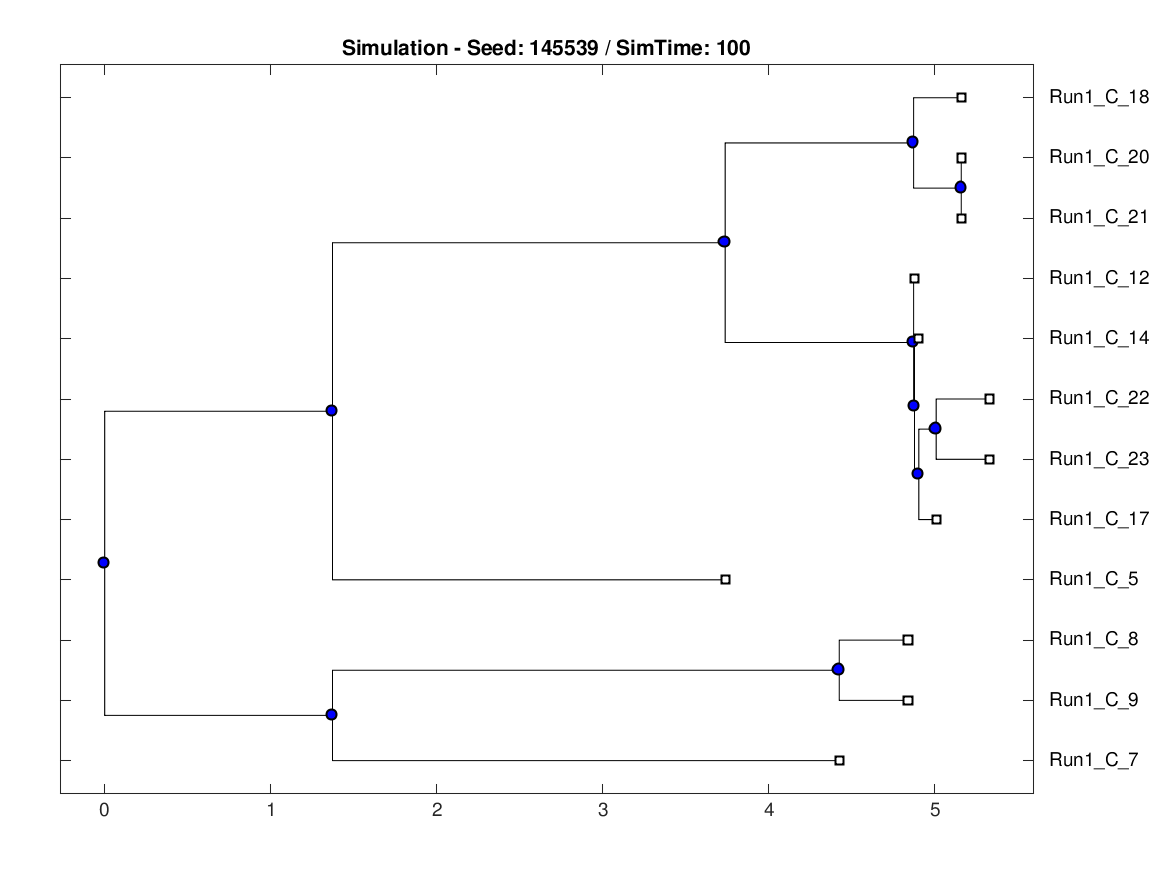 Simulation - Seed: 145539 / SimTime: 100
Run1_C_18
Run1_C_20
Run1_C_21
Run1_C_12
Run1_C_14
Run1_C_22
Run1_C_23
Run1_C_17
Run1_C_5
Run1_C_8
Run1_C_9
Run1_C_7
0 1 2 3 4 5